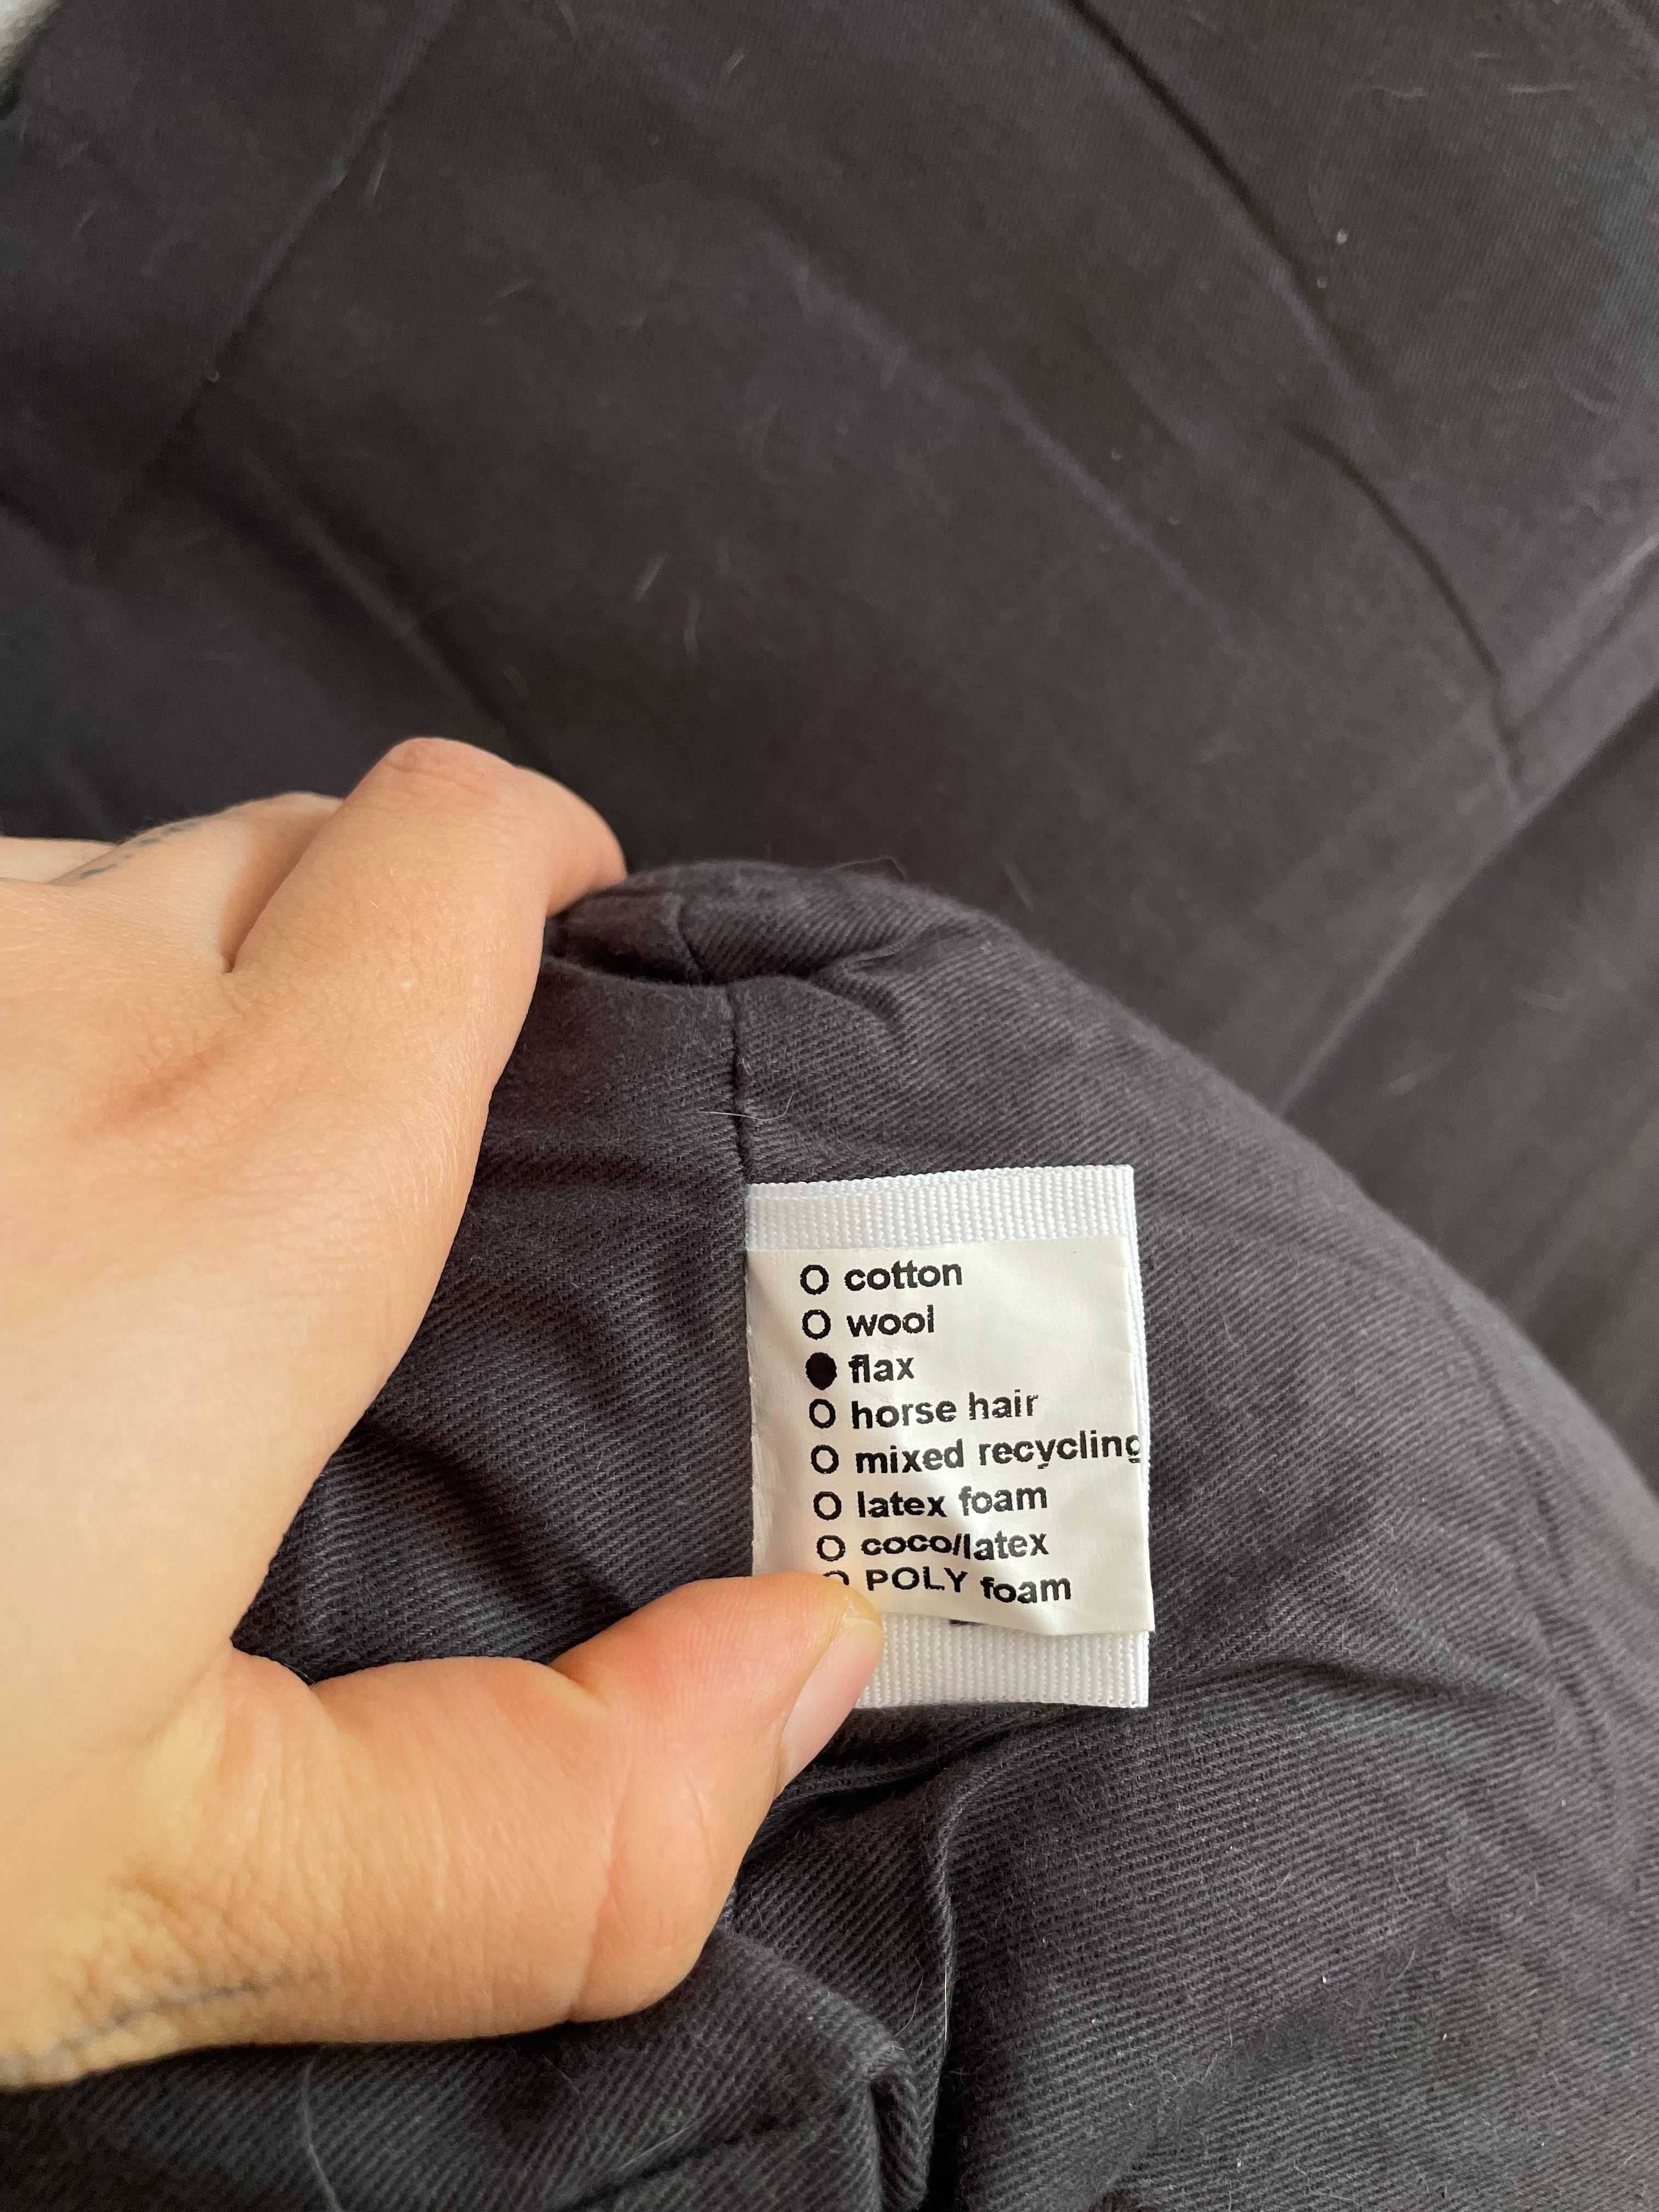 O cotton
O wool
● flax
O horse hair
O mixed recycling
O latex foam
O coco/latex
O POLY foam